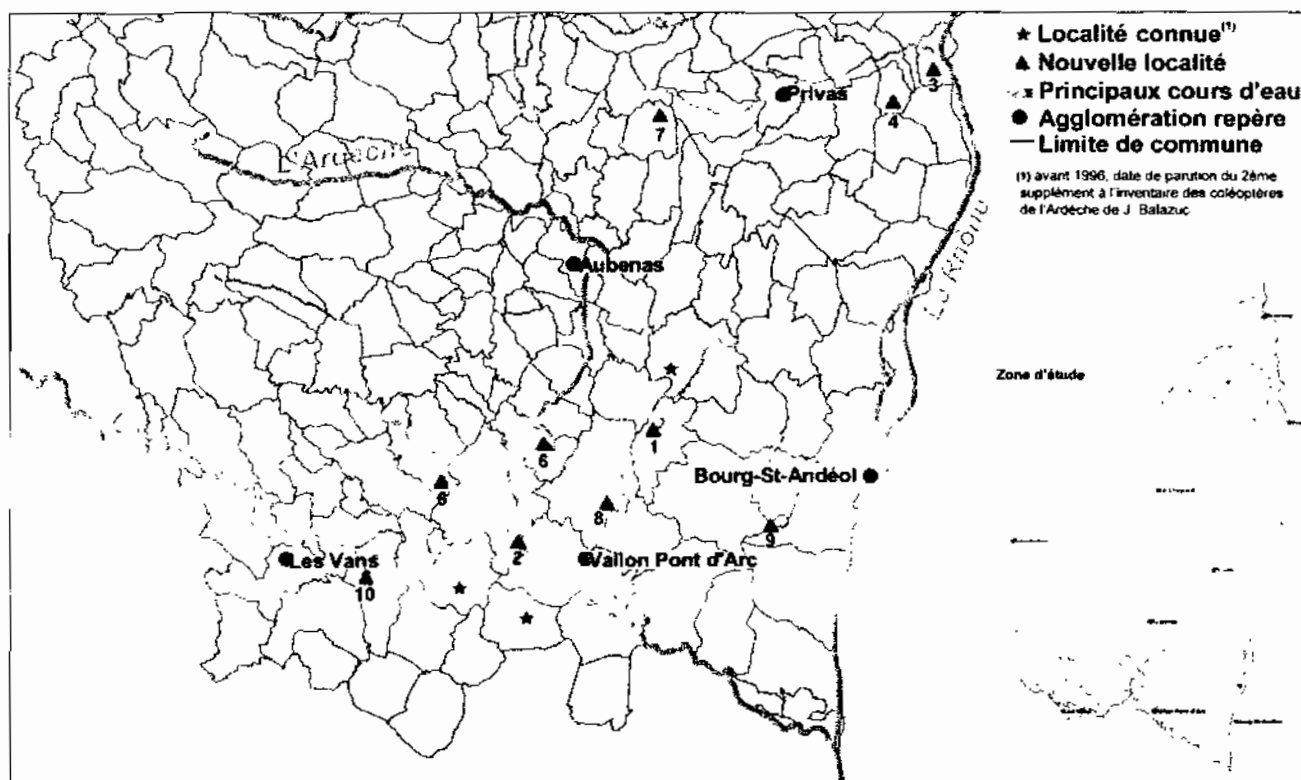 ★ Localité connue(1)
▲ Nouvelle localité
Principaux cours d'eau
● Agglomération repère
— Limite de commune
(1) avant 1996, date de parution du 2ème
supplément à l'inventaire des coléoptères
de l'Ardèche de J. Balazuc
3
Privas
4
7
L'Ardèche
Aubenas
Le Rhône
Zone d'étude
1
6
Bourg-St-Andéol
6
8
9
2
Les Vans
Vallon Pont d'Arc
10